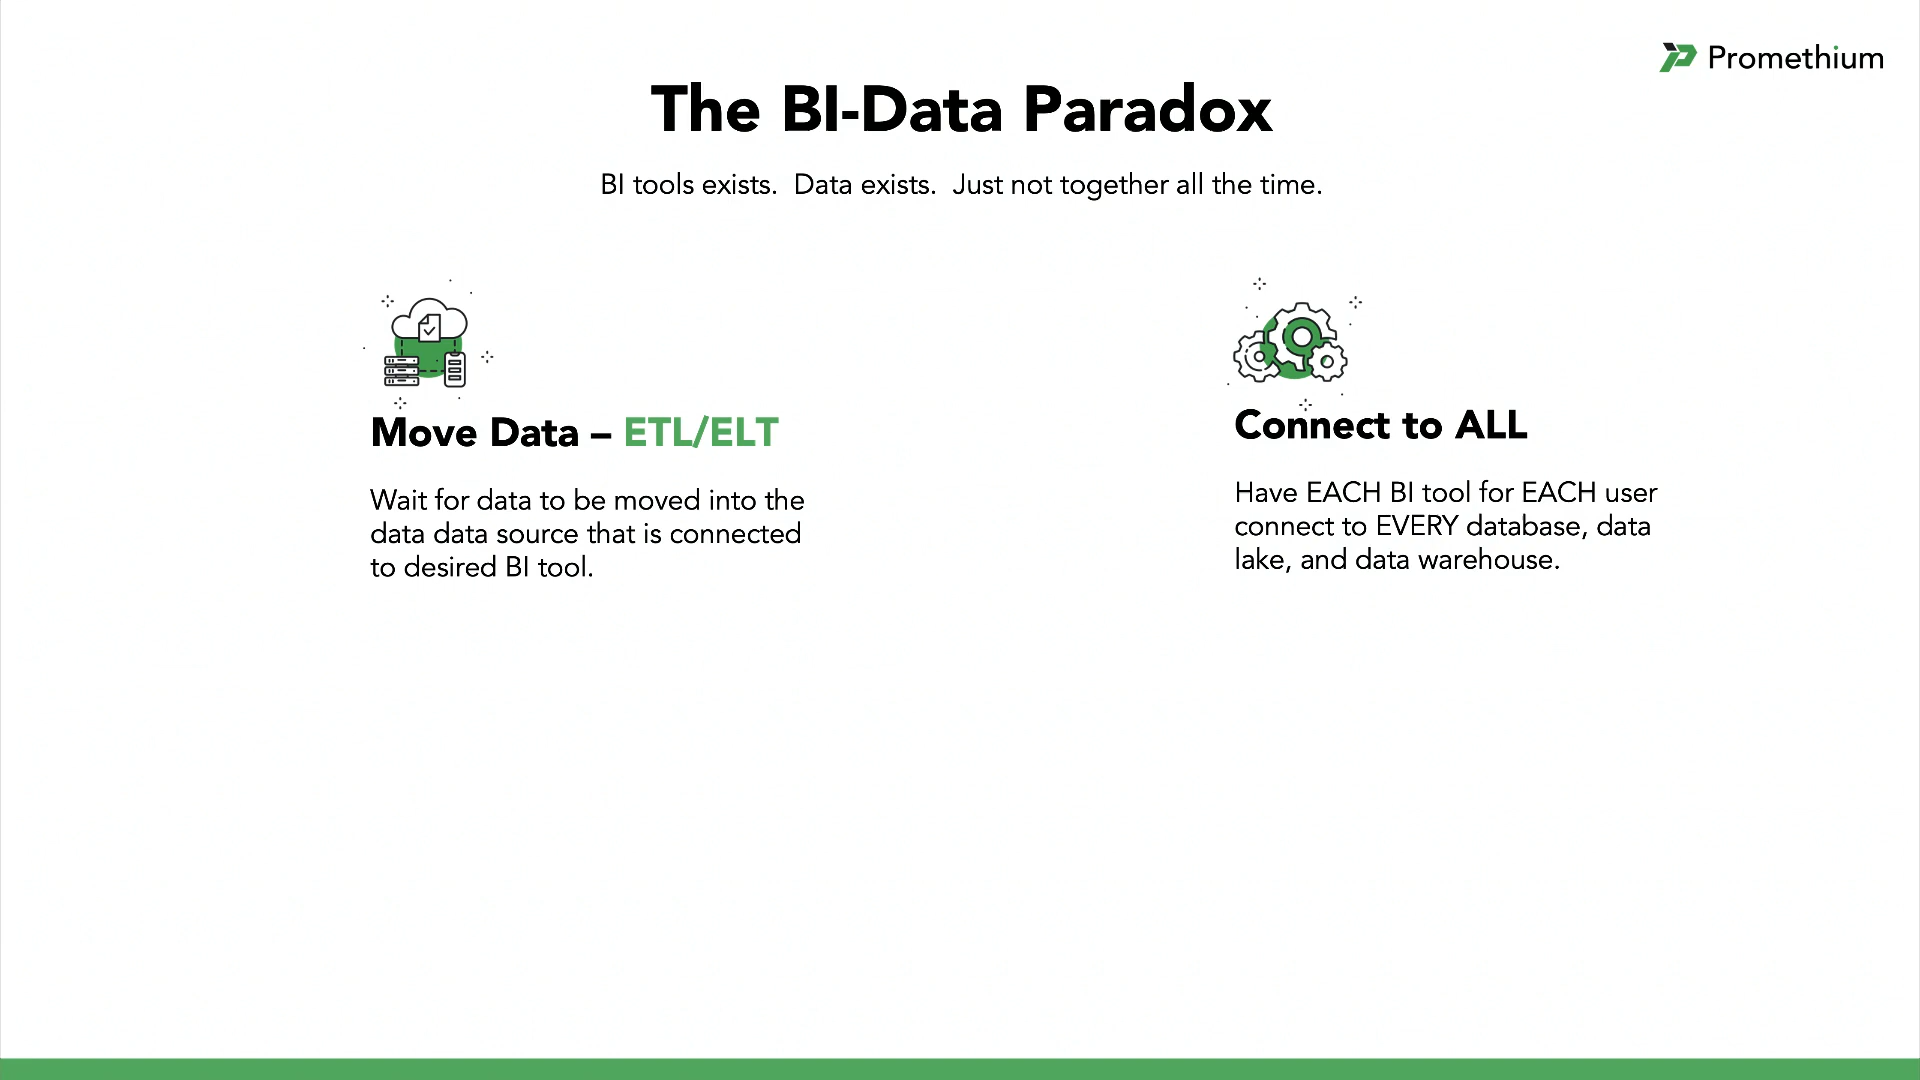 Promethium
The BI-Data Paradox
BI tools exists.  Data exists.  Just not together all the time.
Move Data – ETL/ELT
Wait for data to be moved into the
data data source that is connected
to desired BI tool.
Connect to ALL
Have EACH BI tool for EACH user
connect to EVERY database, data
lake, and data warehouse.